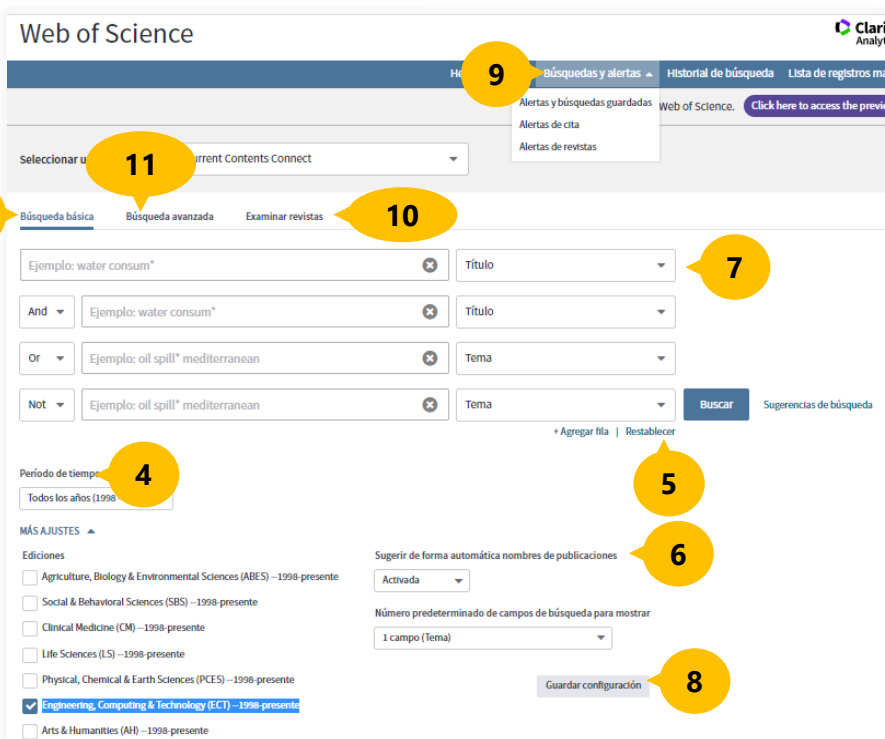 Web of Science
Clari
Analyt
9
Búsquedas y alertas
Historial de búsqueda
Lista de registros ma
Alertas y búsquedas guardadas
Web of Science.
Click here to access the previe
Alertas de cita
Alertas de revistas
Seleccionar u
11
urrent Contents Connect
Búsqueda básica
Búsqueda avanzada
Examinar revistas
10
Ejemplo: water consum*
Título
7
And
Ejemplo: water consum*
Título
Or
Ejemplo: oil spill* mediterranean
Tema
Not
Ejemplo: oil spill* mediterranean
Tema
Buscar
Sugerencias de búsqueda
+ Agregar fila | Restablecer
5
Período de tiemp
4
Todos los años (1998
MÁS AJUSTES
Ediciones
Agriculture, Biology & Environmental Sciences (ABES) --1998-presente
Social & Behavioral Sciences (SBS) --1998-presente
Clinical Medicine (CM) --1998-presente
Life Sciences (LS) --1998-presente
Physical, Chemical & Earth Sciences (PCES) --1998-presente
Engineering, Computing & Technology (ECT) --1998-presente
Arts & Humanities (AH) --1998-presente
Sugerir de forma automática nombres de publicaciones
6
Activada
Número predeterminado de campos de búsqueda para mostrar
1 campo (Tema)
Guardar configuración
8